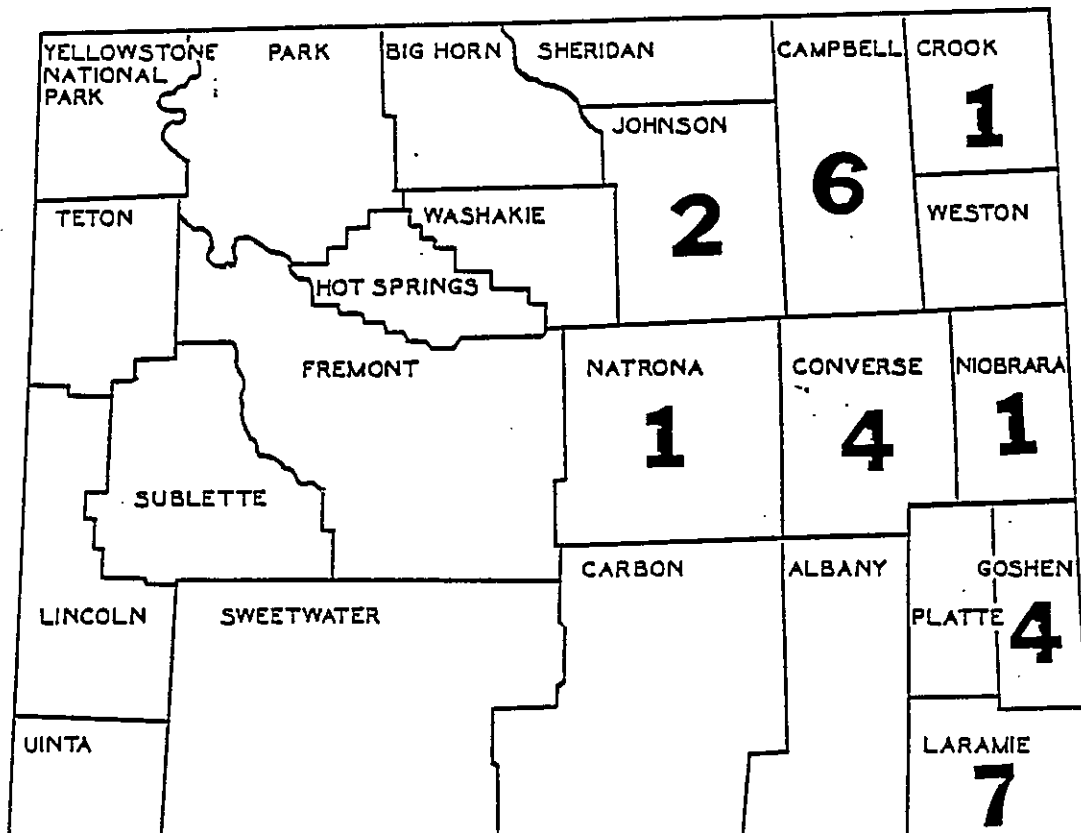 YELLOWSTONE
NATIONAL
PARK
PARK
BIG HORN
SHERIDAN
CAMPBELL
6
CROOK
1
JOHNSON
2
TETON
WASHAKIE
WESTON
HOT SPRINGS
FREMONT
NATRONA
1
CONVERSE
4
NIOBRARA
1
SUBLETTE
LINCOLN
SWEETWATER
CARBON
ALBANY
PLATTE
GOSHEN
4
UINTA
LARAMIE
7